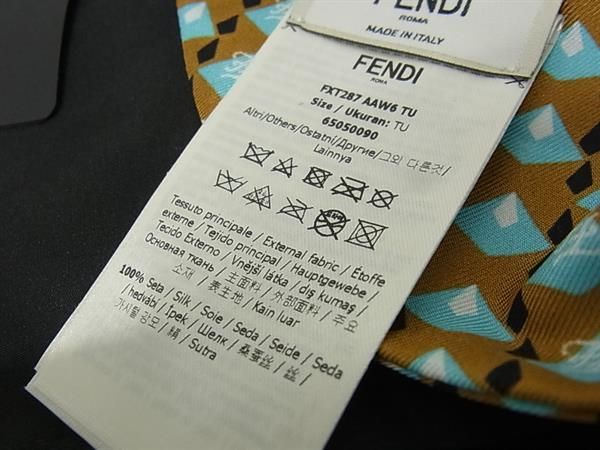 FENDI
ROMA
MADE IN ITALY
FENDI
ROMA
FXT287 AAW6 TU
Size / Ukuran: TU
65050090
Altri/Others/Ostatní/Другие/그외 다른것/
Lainnya
Tessuto principale / External fabric / Étoffe
externe / Tejido principal / Hauptgewebe /
Tecido Externo / Vnější látka / dış kumaş /
Основная ткань / 主面料 / 外部面料 / 주요
소재 / 表生地 / Kain luar
100% Seta / Silk / Soie / Seda / Seide / Seda
/ hedvábí / İpek / Шелк / 桑蚕丝 / 丝 /
/ 絹 / Sutra